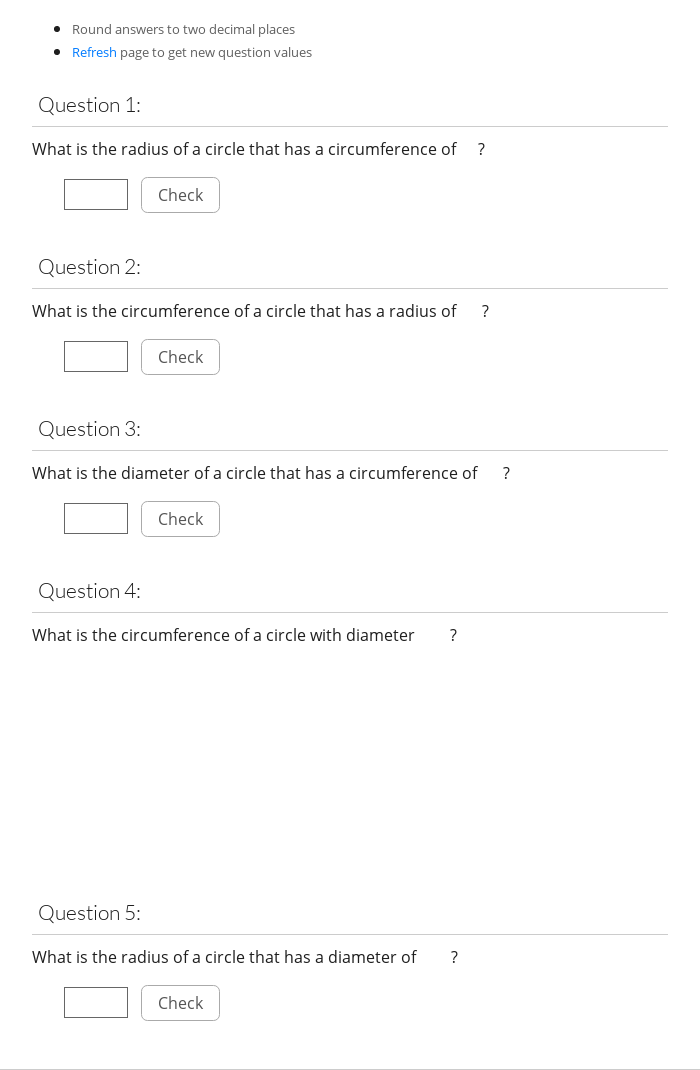 Round answers to two decimal places
Refresh page to get new question values
Question 1:
What is the radius of a circle that has a circumference of ?
Check
Question 2:
What is the circumference of a circle that has a radius of ?
Check
Question 3:
What is the diameter of a circle that has a circumference of ?
Check
Question 4:
What is the circumference of a circle with diameter ?
Question 5:
What is the radius of a circle that has a diameter of ?
Check